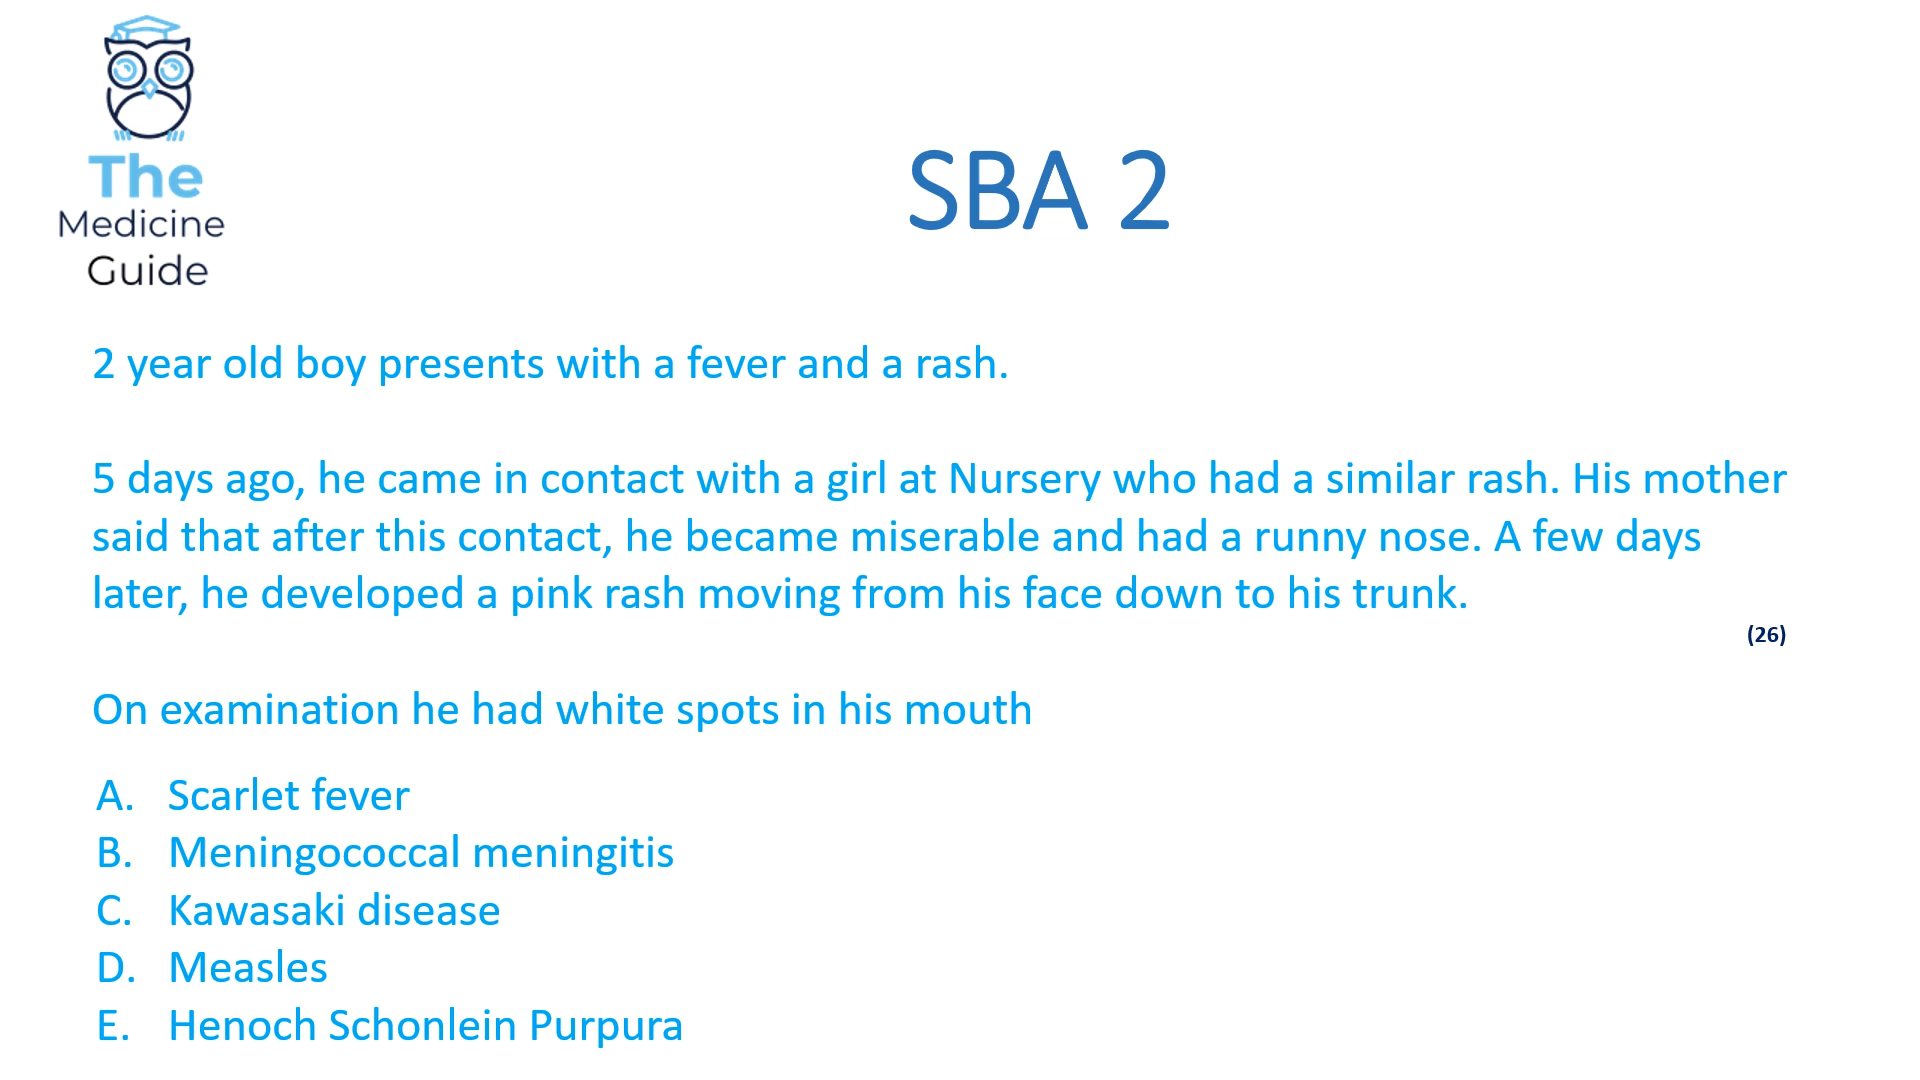 The
Medicine
Guide
SBA 2
2 year old boy presents with a fever and a rash.
5 days ago, he came in contact with a girl at Nursery who had a similar rash. His mother
said that after this contact, he became miserable and had a runny nose. A few days
later, he developed a pink rash moving from his face down to his trunk.
(26)
On examination he had white spots in his mouth
A. Scarlet fever
B. Meningococcal meningitis
C. Kawasaki disease
D. Measles
E. Henoch Schonlein Purpura